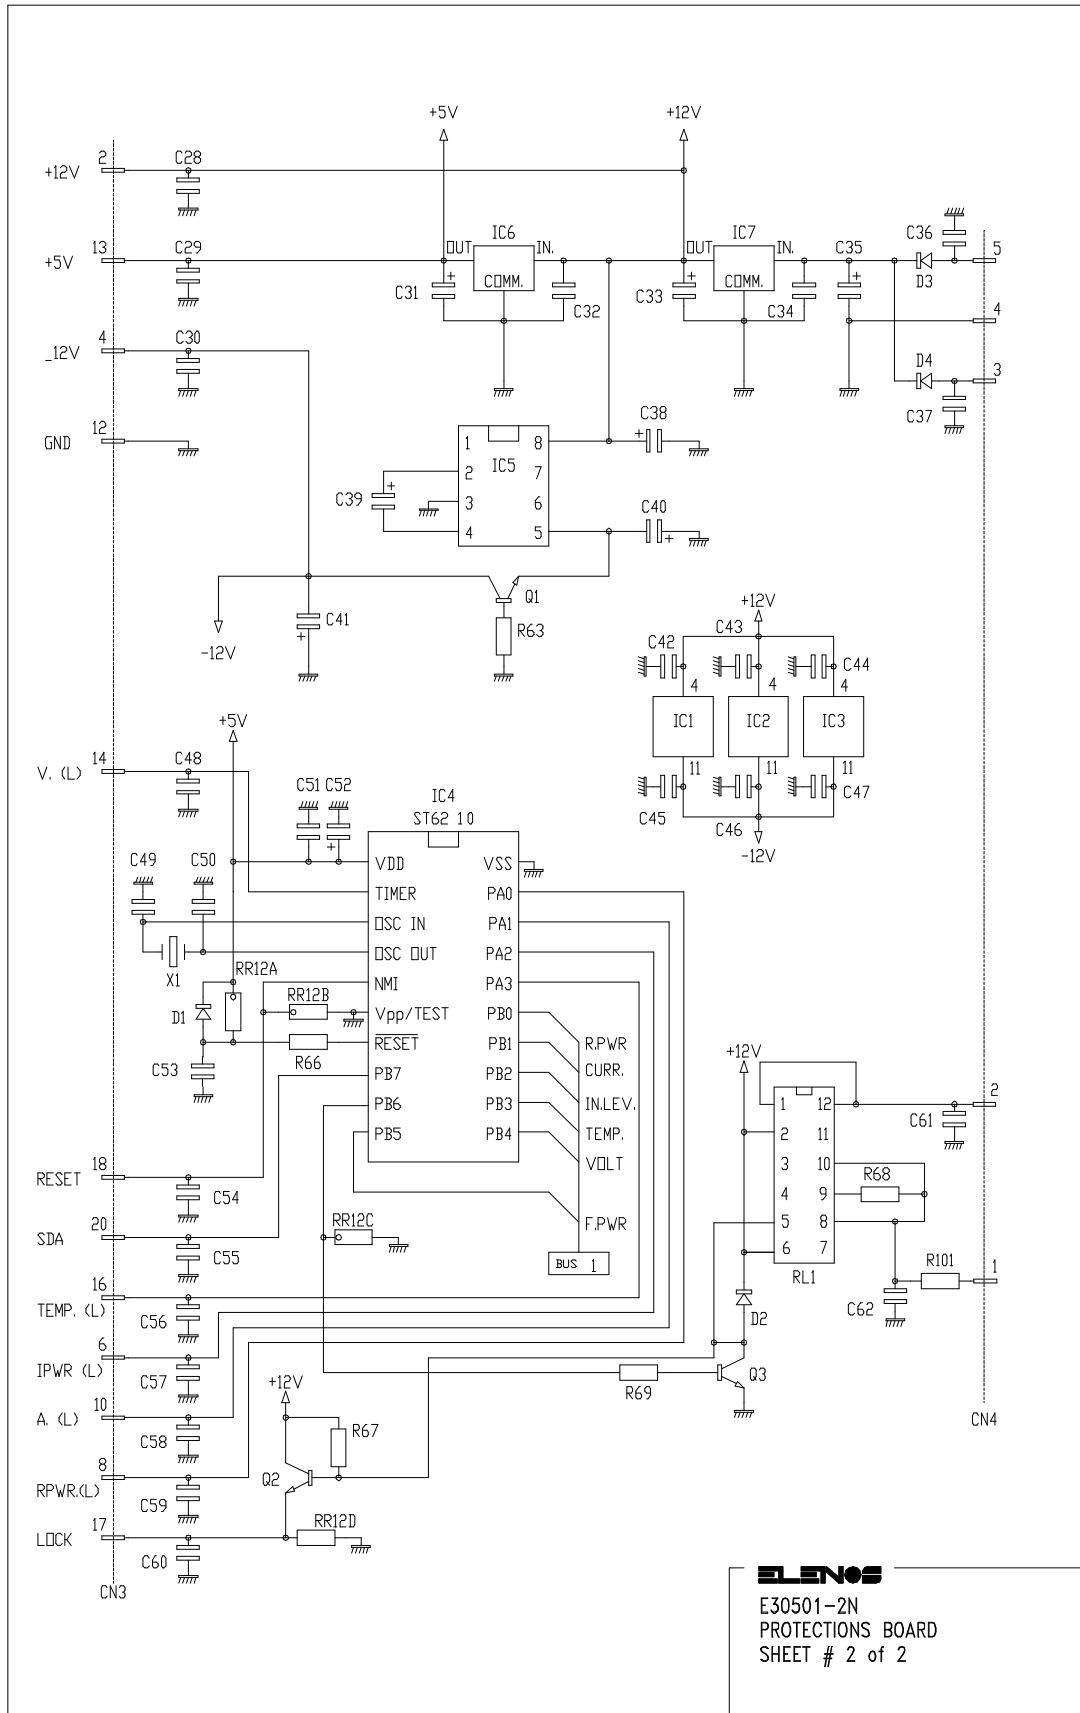 +5V
+12V
+12V 2 C28
+5V 13 C29
OUT IC6 IN.
COMM.
C31 C32
OUT IC7 IN.
COMM.
C33 C34
C35
C36
D3
5
4
D4
3
C37
_12V 4 C30
GND 12
C38
1 8
2 IC5 7
3 6
4 5
C39
C40
Q1
R63
C41
-12V
+12V
C42 C43 C44
4 4 4
IC1 IC2 IC3
11 11 11
C45 C46 C47
-12V
+5V
V. (L) 14 C48
C51 C52
IC4
ST62 10
C49 C50
X1
VDD VSS
TIMER PA0
OSC IN PA1
OSC OUT PA2
NMI PA3
Vpp/TEST PB0
RESET PB1
PB7 PB2
PB6 PB3
PB5 PB4
RR12A
RR12B
D1
R66
C53
R.PWR
CURR.
IN.LEV.
TEMP.
VOLT
F.PWR
BUS 1
RR12C
+12V
1 12
2 11
3 10
4 9
5 8
6 7
RL1
R68
C61
2
R101
1
C62
D2
Q3
R69
CN4
RESET 18 C54
SDA 20 C55
TEMP. (L) 16 C56
IPWR (L) 6 C57
A. (L) 10 C58
RPWR.(L) 8 C59
LOCK 17 C60
CN3
+12V
R67
Q2
RR12D
ELENOS
E30501-2N
PROTECTIONS BOARD
SHEET # 2 of 2